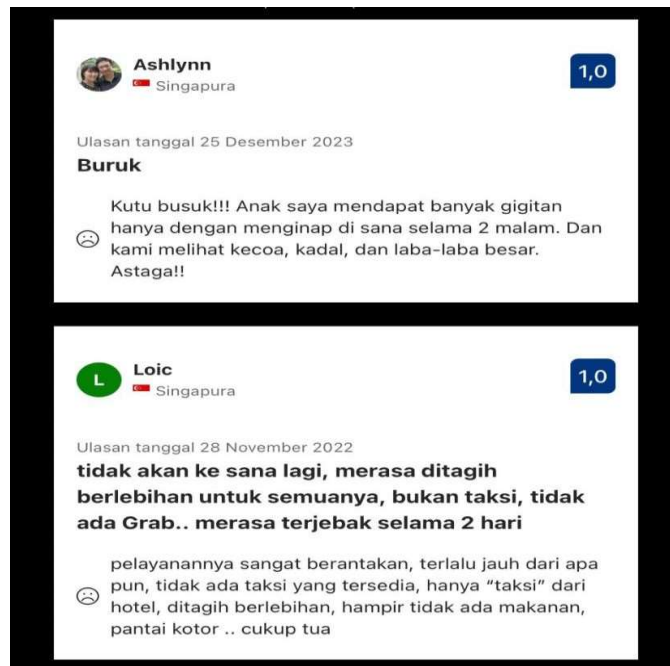 Ashlynn
1,0
Singapura
Ulasan tanggal 25 Desember 2023
Buruk
Kutu busuk!!! Anak saya mendapat banyak gigitan
hanya dengan menginap di sana selama 2 malam. Dan
kami melihat kecoa, kadal, dan laba-laba besar.
Astaga!!
L
Loic
1,0
Singapura
Ulasan tanggal 28 November 2022
tidak akan ke sana lagi, merasa ditagih
berlebihan untuk semuanya, bukan taksi, tidak
ada Grab.. merasa terjebak selama 2 hari
pelayanannya sangat berantakan, terlalu jauh dari apa
pun, tidak ada taksi yang tersedia, hanya “taksi” dari
hotel, ditagih berlebihan, hampir tidak ada makanan,
pantai kotor .. cukup tua